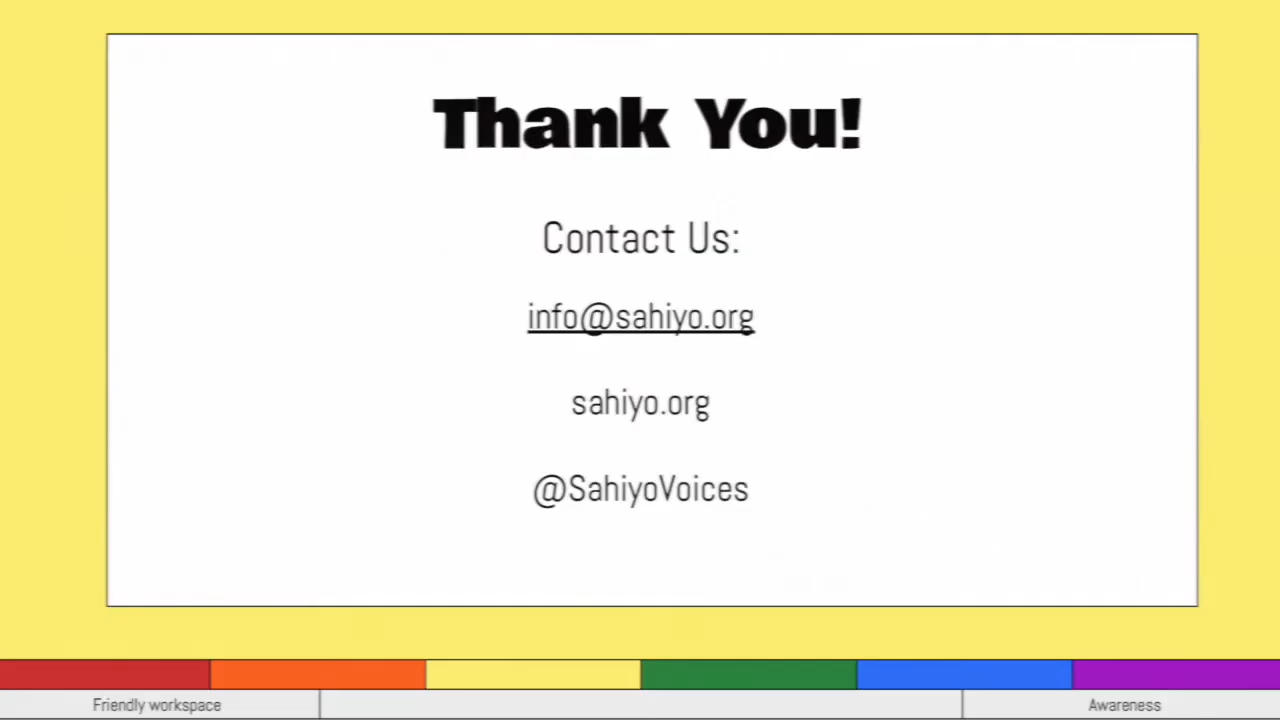 Thank You!
Contact Us:
info@sahiyo.org
sahiyo.org
@SahiyoVoices
Friendly workspace
Awareness